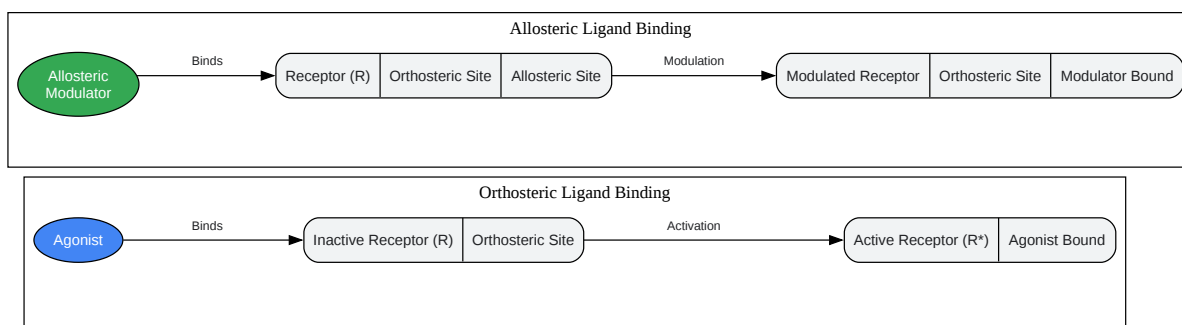 Allosteric Ligand Binding
Allosteric
Modulator
Binds
Receptor (R)
Orthosteric Site
Allosteric Site
Modulation
Modulated Receptor
Orthosteric Site
Modulator Bound
Orthosteric Ligand Binding
Agonist
Binds
Inactive Receptor (R)
Orthosteric Site
Activation
Active Receptor (R*)
Agonist Bound